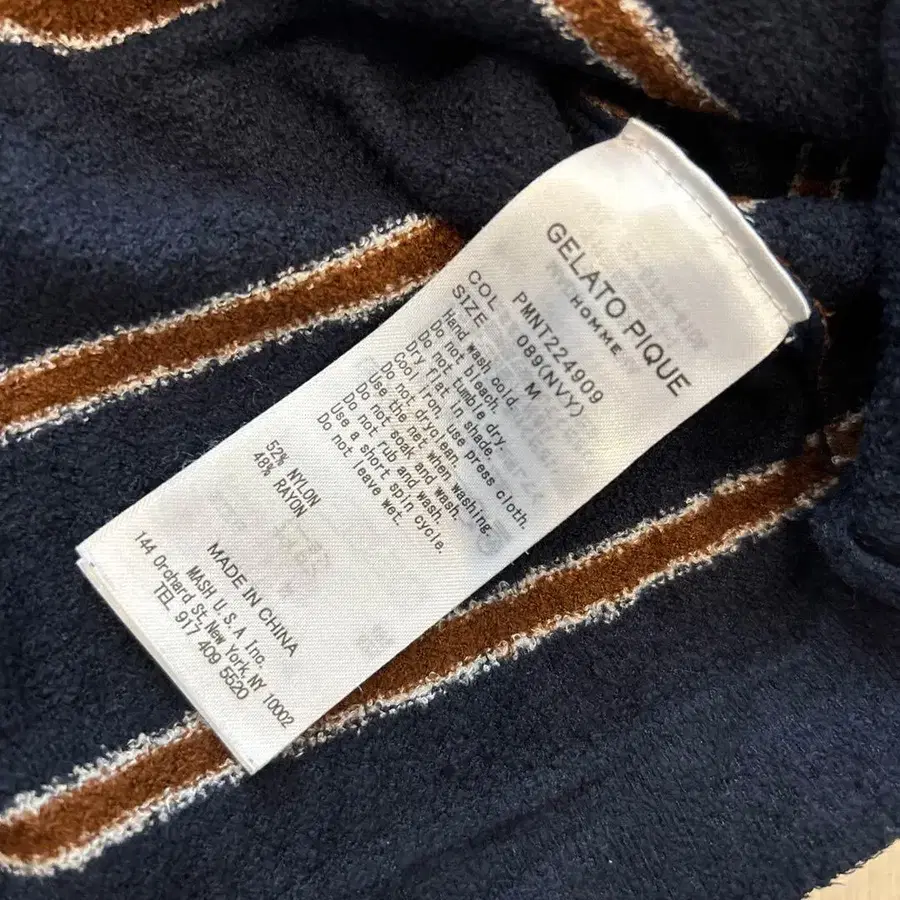 GELATO PIQUE
HOMME
PMNT224909
COL 089(NVY)
SIZE M
Hand wash cold.
Do not bleach.
Do not tumble dry.
Dry flat in shade.
Cool iron, use press cloth.
Do not dryclean.
Use the net when washing.
Do not soak and wash.
Do not rub and wash.
Use a short spin cycle.
Do not leave wet.
52% NYLON
48% RAYON
MADE IN CHINA
MASH U.S.A Inc.
144 Orchard St, New York, NY 10002
TEL 917 409 5520